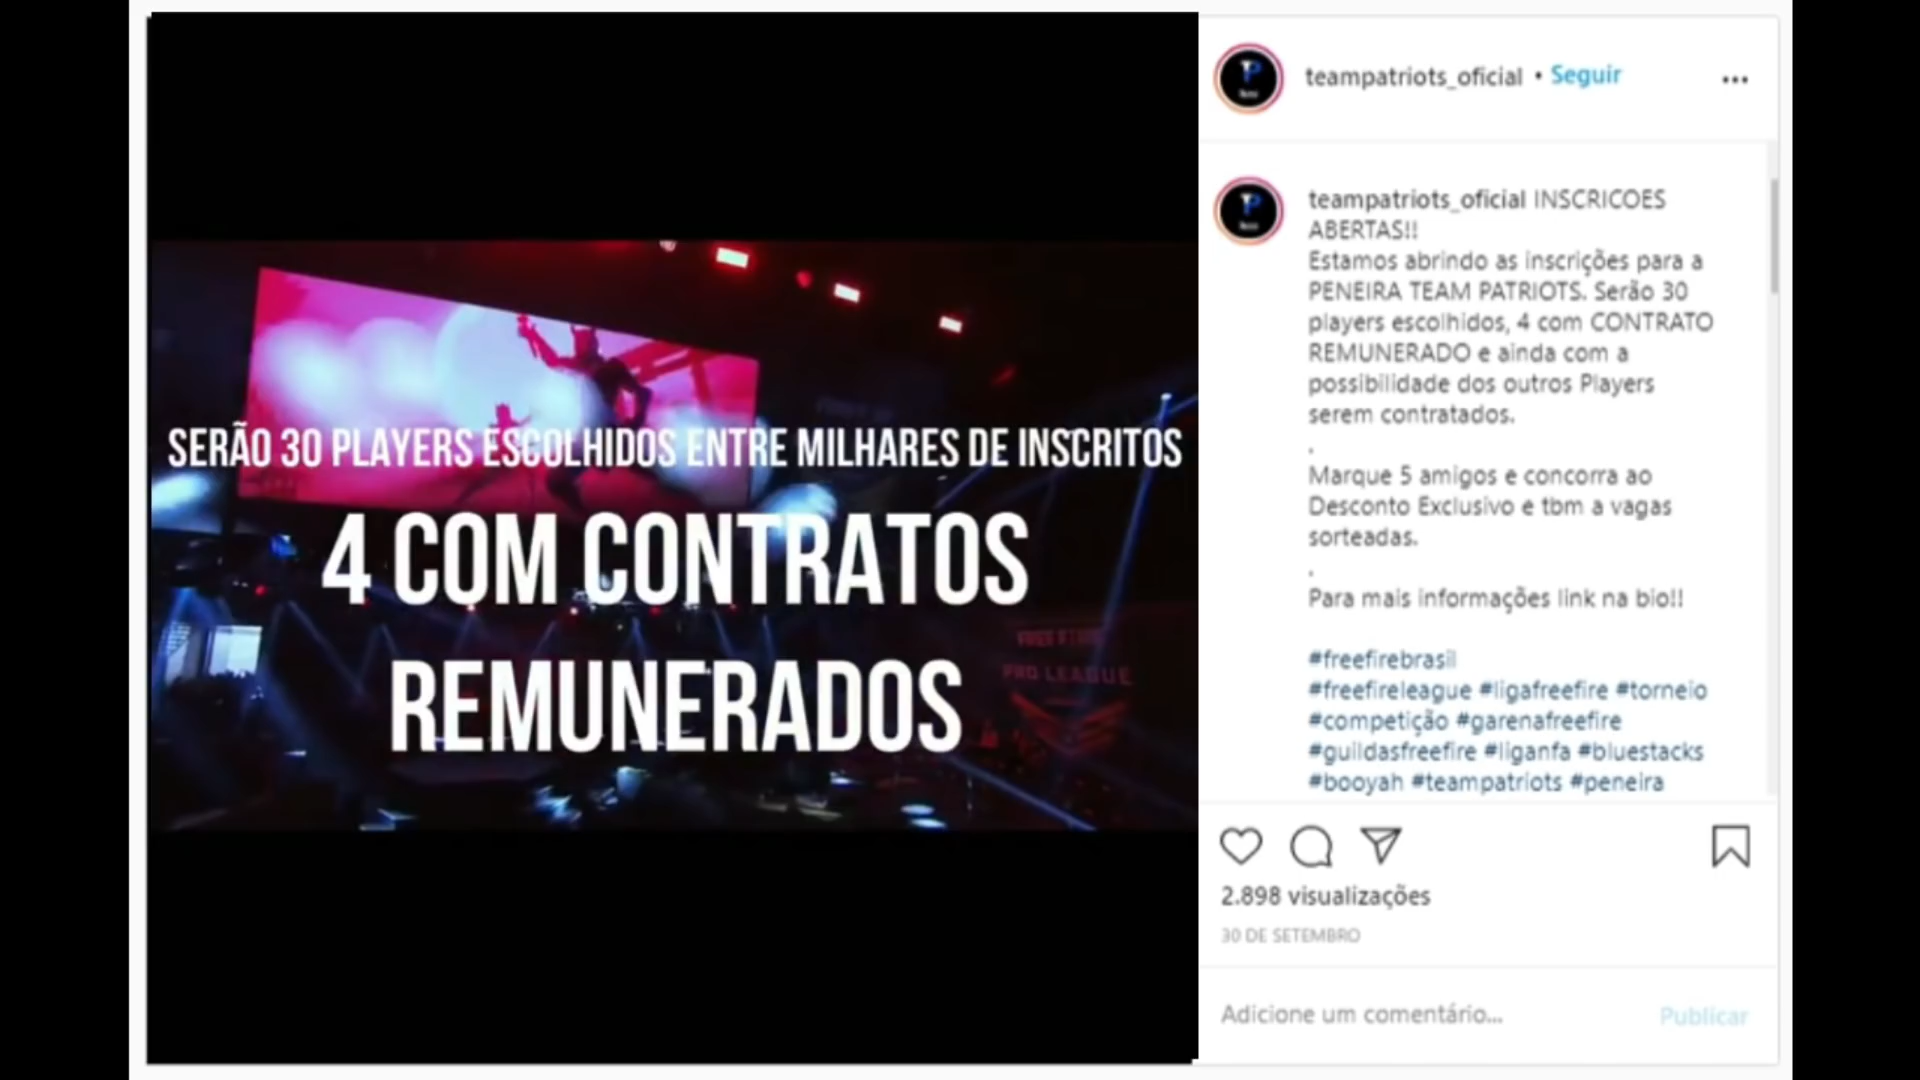 SERÃO 30 PLAYERS ESCOLHIDOS ENTRE MILHARES DE INSCRITOS
4 COM CONTRATOS
REMUNERADOS
FREE FIRE
PRO LEAGUE
teampatriots_oficial • Seguir
teampatriots_oficial INSCRICOES
ABERTAS!!
Estamos abrindo as inscrições para a
PENEIRA TEAM PATRIOTS. Serão 30
players escolhidos, 4 com CONTRATO
REMUNERADO e ainda com a
possibilidade dos outros Players
serem contratados.
.
Marque 5 amigos e concorra ao
Desconto Exclusivo e tbm a vagas
sorteadas.
.
Para mais informações link na bio!!
#freefirebrasil
#freefireleague #ligafreefire #torneio
#competição #garenafreefire
#guildasfreefire #liganfa #bluestacks
#booyah #teampatriots #peneira
2.898 visualizações
30 DE SETEMBRO
Adicione um comentário... Publicar